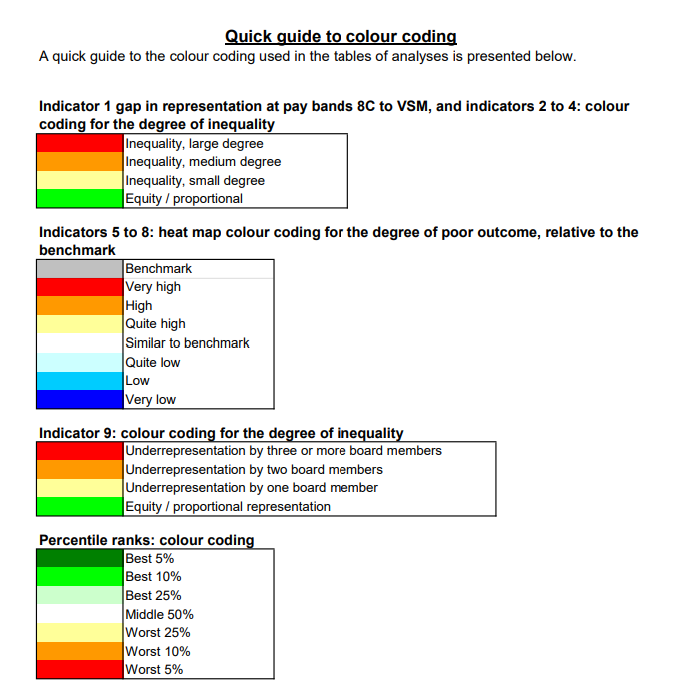 Quick guide to colour coding
A quick guide to the colour coding used in the tables of analyses is presented below.
Indicator 1 gap in representation at pay bands 8C to VSM, and indicators 2 to 4: colour
coding for the degree of inequality
Inequality, large degree
Inequality, medium degree
Inequality, small degree
Equity / proportional
Indicators 5 to 8: heat map colour coding for the degree of poor outcome, relative to the
benchmark
Benchmark
Very high
High
Quite high
Similar to benchmark
Quite low
Low
Very low
Indicator 9: colour coding for the degree of inequality
Underrepresentation by three or more board members
Underrepresentation by two board members
Underrepresentation by one board member
Equity / proportional representation
Percentile ranks: colour coding
Best 5%
Best 10%
Best 25%
Middle 50%
Worst 25%
Worst 10%
Worst 5%